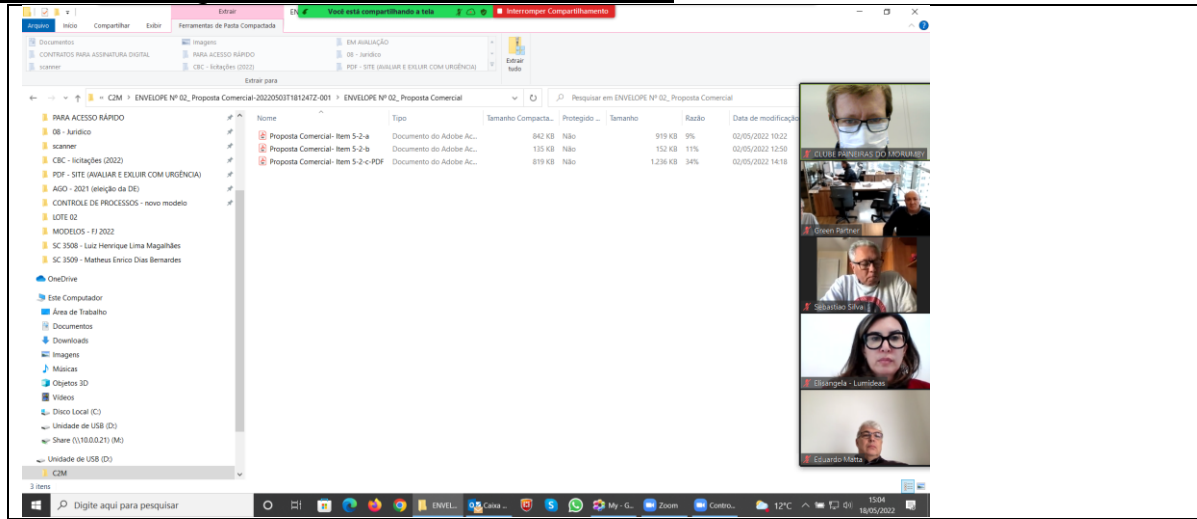 Extrair
EN
Você está compartilhando a tela
Interromper Compartilhamento
Arquivo Início Compartilhar Exibir Ferramentas de Pasta Compactada
Documentos Imagens EM AVALIAÇÃO
CONTRATOS PARA ASSINATURA DIGITAL PARA ACESSO RÁPIDO 08 - Jurídico
scanner CBC - licitações (2022) PDF - SITE (AVALIAR E EXLUIR COM URGÊNCIA)
Extrair tudo
Extrair para
« C2M > ENVELOPE Nº 02_ Proposta Comercial-20220503T181247Z-001 > ENVELOPE Nº 02_ Proposta Comercial
Pesquisar em ENVELOPE Nº 02_ Proposta Comercial
PARA ACESSO RÁPIDO
08 - Jurídico
scanner
CBC - licitações (2022)
PDF - SITE (AVALIAR E EXLUIR COM URGÊNCIA)
AGO - 2021 (eleição da DE)
CONTROLE DE PROCESSOS - novo modelo
LOTE 02
MODELOS - FJ 2022
SC 3508 - Luiz Henrique Lima Magalhães
SC 3509 - Matheus Enrico Dias Bernardes
OneDrive
Este Computador
Área de Trabalho
Documentos
Downloads
Imagens
Músicas
Objetos 3D
Vídeos
Disco Local (C:)
Unidade de USB (D:)
Share (\\10.0.0.21) (M:)
Unidade de USB (D:)
C2M
3 itens
Nome Tipo Tamanho Compacta... Protegido ... Tamanho Razão Data de modificação
Proposta Comercial- Item 5-2-a Documento do Adobe Ac... 842 KB Não 919 KB 9% 02/05/2022 10:22
Proposta Comercial- Item 5-2-b Documento do Adobe Ac... 135 KB Não 152 KB 11% 02/05/2022 12:50
Proposta Comercial- Item 5-2-c-PDF Documento do Adobe Ac... 819 KB Não 1.236 KB 34% 02/05/2022 14:18
CLUBE PAINEIRAS DO MORUMBY
Green Partner
Sebastiao Silva
Elisangela - Lumideas
Eduardo Matta
Digite aqui para pesquisar
ENVEL... Caixa ... My - G... Zoom Contro... 12°C
15:04
18/05/2022